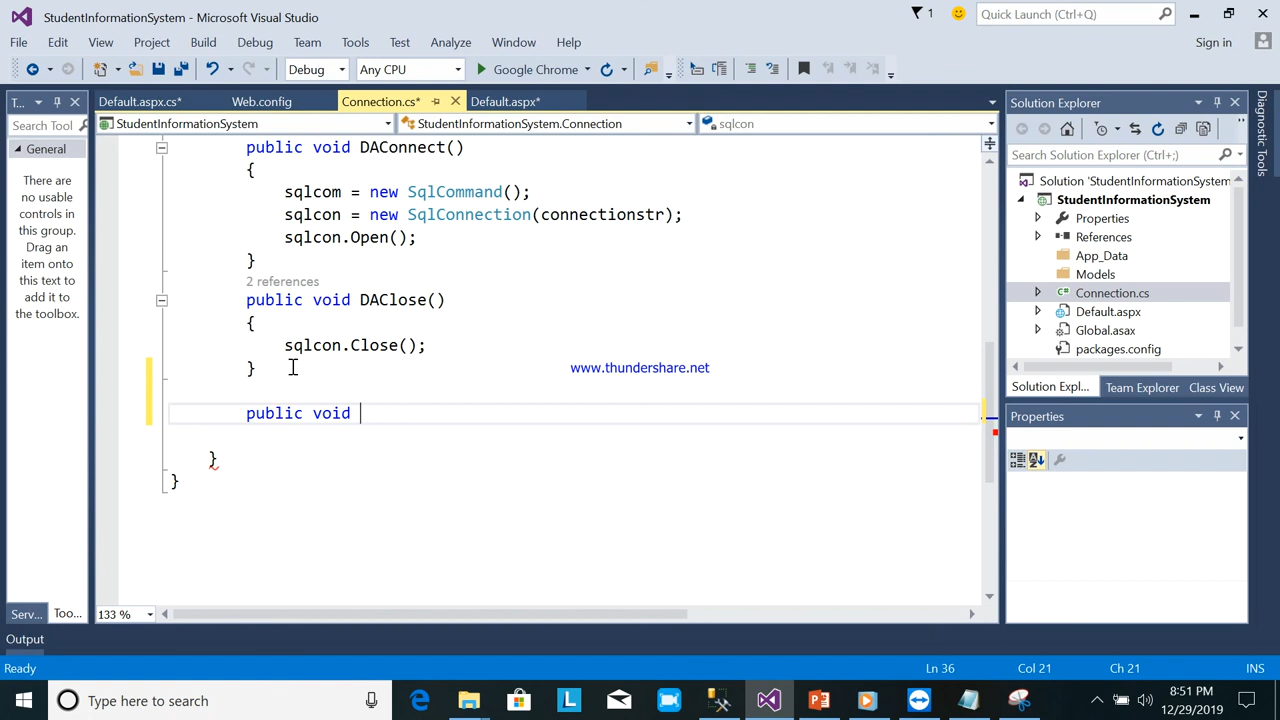 StudentInformationSystem - Microsoft Visual Studio
1
Quick Launch (Ctrl+Q)
File Edit View Project Build Debug Team Tools Test Analyze Window Help
Sign in
Debug Any CPU Google Chrome
T... Default.aspx.cs* Web.config Connection.cs* Default.aspx*
Solution Explorer
Search Tool
StudentInformationSystem StudentInformationSystem.Connection sqlcon
General
There are
no usable
controls in
this group.
Drag an
item onto
this text to
add it to
the toolbox.
public void DAConnect()
{
sqlcom = new SqlCommand();
sqlcon = new SqlConnection(connectionstr);
sqlcon.Open();
}
2 references
public void DAClose()
{
sqlcon.Close();
}
www.thundershare.net
public void
}
}
133 %
Search Solution Explorer (Ctrl+;)
Solution 'StudentInformationSystem
StudentInformationSystem
Properties
References
App_Data
Models
C# Connection.cs
Default.aspx
Global.asax
packages.config
Solution Expl... Team Explorer Class View
Properties
Diagnostic Tools
Serv... Too...
Output
Ready Ln 36 Col 21 Ch 21 INS
Type here to search
8:51 PM
12/29/2019